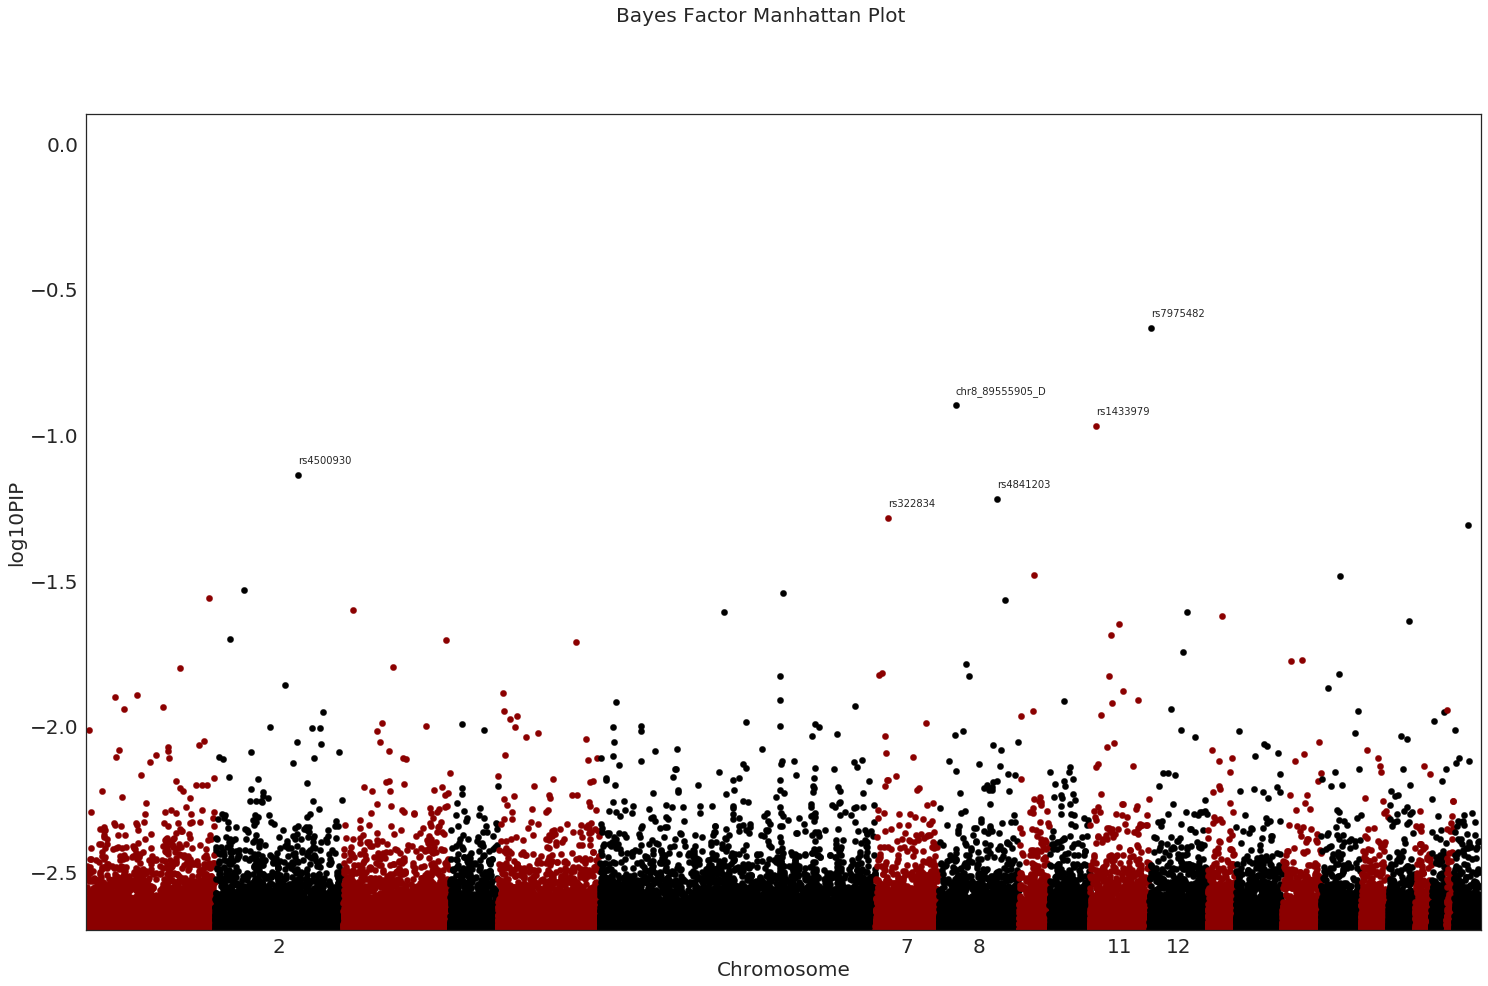 Bayes Factor Manhattan Plot
0.0
−0.5
rs7975482
chr8_89555905_D
rs1433979
−1.0
rs4500930
rs4841203
rs322834
log10PIP
−1.5
−2.0
−2.5
2
7
8
11
12
Chromosome